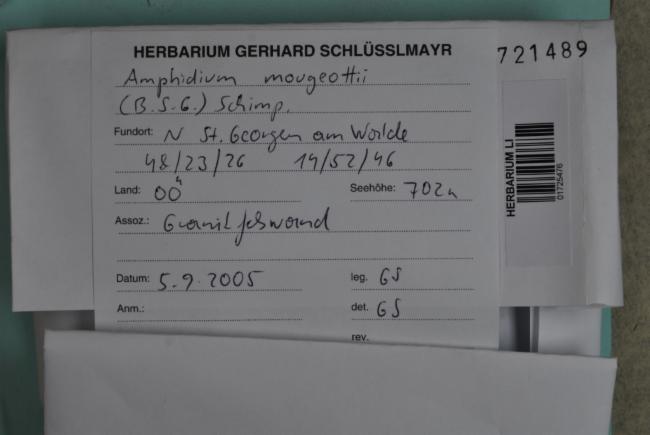 HERBARIUM GERHARD SCHLÜSSLMAYR
721489
Amphidium mougeottii
(B.S.G.) Schimp.
Fundort: N St. Georgen am Walde
48/23/26 14/52/46
Land: OÖ
Seehöhe: 702m
Assoz.: Granitfelswand
Datum: 5.9.2005
leg. GS
Anm.:
det. GS
rev.
HERBARIUM LI
01725476